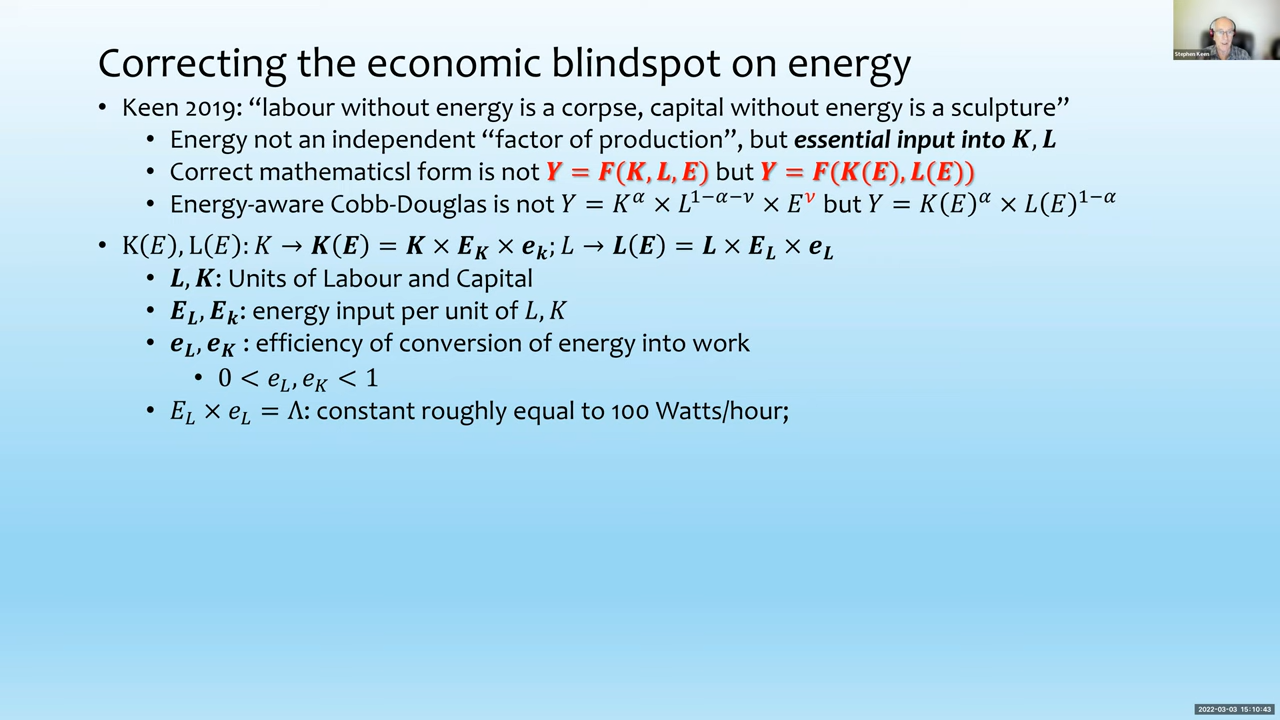 Correcting the economic blindspot on energy
Stephen Keen
• Keen 2019: “labour without energy is a corpse, capital without energy is a sculpture”
• Energy not an independent “factor of production”, but essential input into K, L
• Correct mathematicsl form is not Y = F(K, L, E) but Y = F(K(E), L(E))
• Energy-aware Cobb-Douglas is not Y = K^α × L^{1−α−ν} × E^ν but Y = K(E)^α × L(E)^{1−α}
• K(E), L(E): K → K(E) = K × E_K × e_k; L → L(E) = L × E_L × e_L
• L, K: Units of Labour and Capital
• E_L, E_k: energy input per unit of L, K
• e_L, e_K : efficiency of conversion of energy into work
• 0 < e_L, e_K < 1
• E_L × e_L = Λ: constant roughly equal to 100 Watts/hour;
2022-03-03 15:10:43